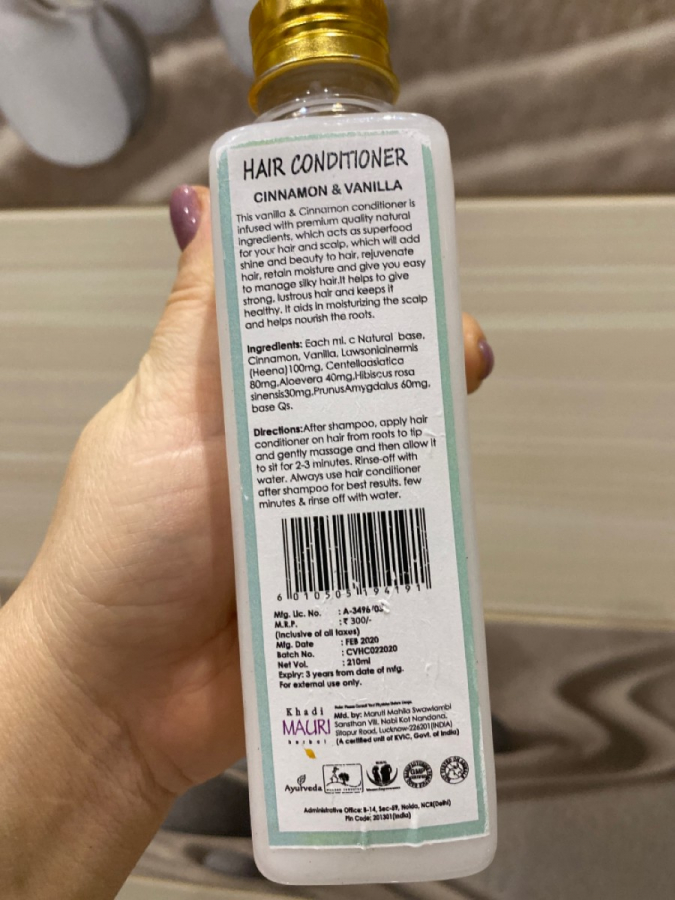 HAIR CONDITIONER
CINNAMON & VANILLA
This vanilla & Cinnamon conditioner is
infused with premium quality natural
ingredients, which acts as superfood
for your hair and scalp, which will add
shine and beauty to hair, rejuvenate
hair, retain moisture and give you easy
to manage silky hair.It helps to give
strong, lustrous hair and keeps it
healthy. It aids in moisturizing the scalp
and helps nourish the roots.
Ingredients: Each ml. c Natural base,
Cinnamon, Vanilla, Lawsoniainermis
(Heena)100mg, Centellaasiatica
80mg,Aloevera 40mg,Hibiscus rosa
sinensis30mg,PrunusAmygdalus 60mg,
base Qs.
Directions:After shampoo, apply hair
conditioner on hair from roots to tip
and gently massage and then allow it
to sit for 2-3 minutes. Rinse-off with
water. Always use hair conditioner
after shampoo for best results. few
minutes & rinse off with water.
6 010505 194191
Mfg. Lic. No. : A-3496/
M.R.P. : ₹ 300/-
(Inclusive of all taxes)
Mfg. Date : FEB 2020
Batch No. : CVHC022020
Net Vol. : 210ml
Expiry: 3 years from date of mfg.
For external use only.
Khadi
MAURI
herbal
Mfd. by: Maruti Mahila Swawlambi
Sansthan Vill. Nabi Kot Nandana,
Sitapur Road, Lucknow-226201(INDIA)
(A certified unit of KVIC, Govt. of India)
Ayurveda
GMP
Administrative Office: B-14, Sec-69, Noida, NCR(Delhi)
Pin Code: 201301(India)